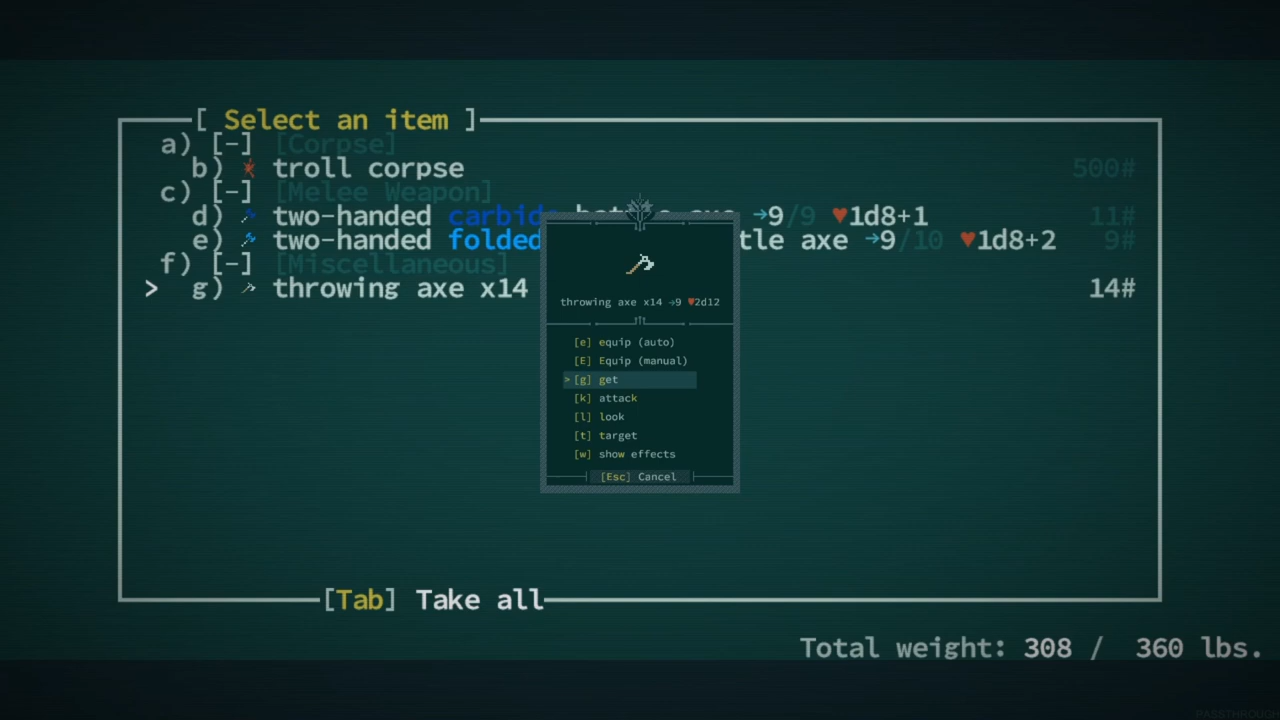 [ Select an item ]
a) [-] [Corpse]
b) troll corpse 500#
c) [-] [Melee Weapon]
d) two-handed carbide axe →9/9 ♥1d8+1 11#
e) two-handed folded tle axe →9/10 ♥1d8+2 9#
f) [-] [Miscellaneous]
> g) throwing axe x14 14#
throwing axe x14 →9 ♥2d12
[e] equip (auto)
[E] Equip (manual)
>[g] get
[k] attack
[l] look
[t] target
[w] show effects
[Esc] Cancel
[Tab] Take all
Total weight: 308 / 360 lbs.